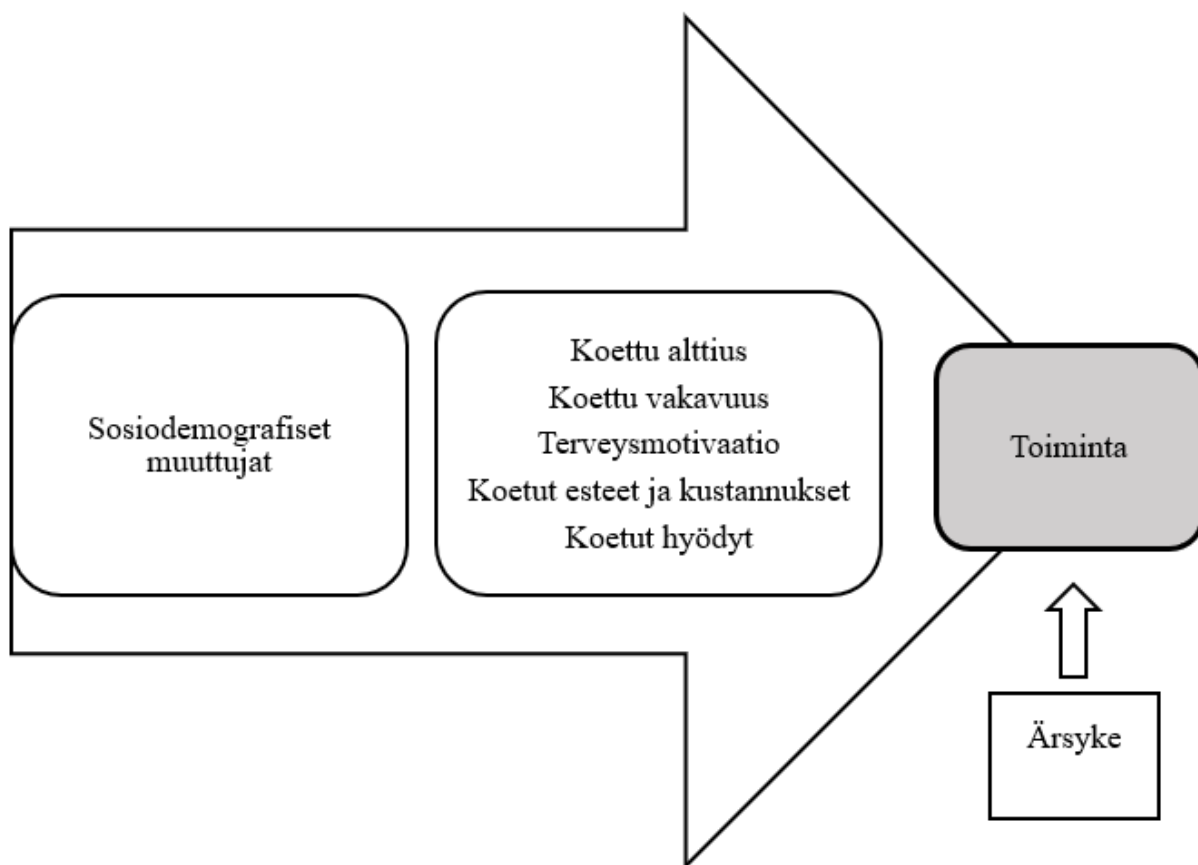 Sosiodemografiset
muuttujat
Koettu alttius
Koettu vakavuus
Terveysmotivaatio
Koetut esteet ja kustannukset
Koetut hyödyt
Toiminta
Ärsyke